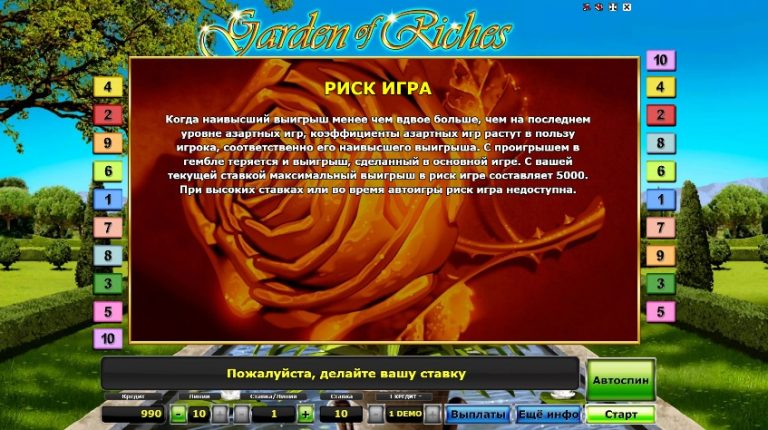 Garden of Riches
РИСК ИГРА
Когда наивысший выигрыш менее чем вдвое больше, чем на последнем
уровне азартных игр, коэффициенты азартных игр растут в пользу
игрока, соответственно его наивысшего выигрыша. С проигрышем в
гембле теряется и выигрыш, сделанный в основной игре. С вашей
текущей ставкой максимальный выигрыш в риск игре составляет 5000.
При высоких ставках или во время автоигры риск игра недоступна.
4
2
9
6
1
7
8
3
5
10
10
4
2
8
6
1
7
9
3
5
Пожалуйста, делайте вашу ставку
Автоспин
Кредит Линии Ставка/Линия Ставка 1 КРЕДИТ =
990 - 10 + - 1 + 10 - 1 DEMO + Выплаты Ещё инфо Старт